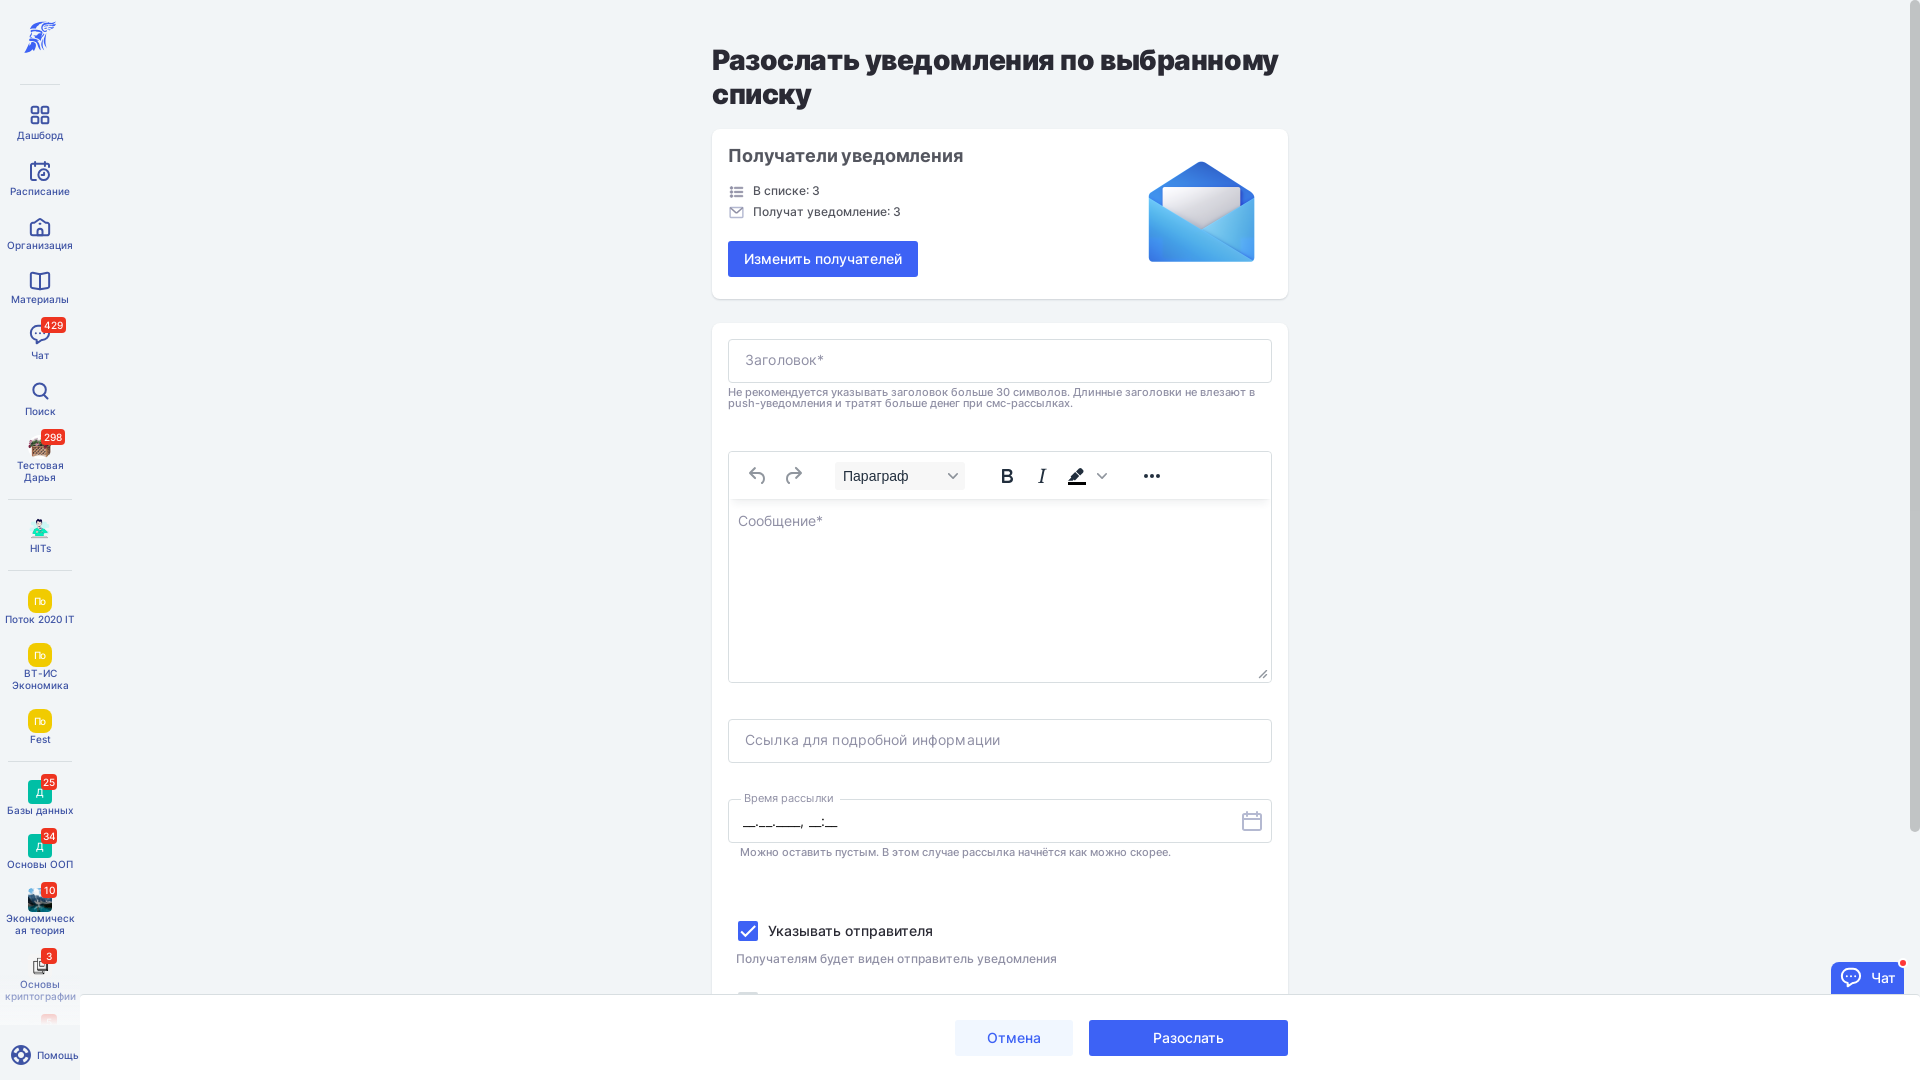 Разослать уведомления по выбранному
списку
Получатели уведомления
В списке: 3
Получат уведомление: 3
Изменить получателей
Заголовок*
Не рекомендуется указывать заголовок больше 30 символов. Длинные заголовки не влезают в
push-уведомления и тратят больше денег при смс-рассылках.
Параграф
B I
Сообщение*
Ссылка для подробной информации
Время рассылки
__.__.____, __:__
Можно оставить пустым. В этом случае рассылка начнётся как можно скорее.
Указывать отправителя
Получателям будет виден отправитель уведомления
Отмена
Разослать
Чат
Дашборд
Расписание
Организация
Материалы
429
Чат
Поиск
298
Тестовая
Дарья
HITs
По
Поток 2020 IT
По
ВТ-ИС
Экономика
По
Fest
25
Д
Базы данных
34
Д
Основы ООП
10
Экономическ
ая теория
3
Основы
криптографии
Помощь